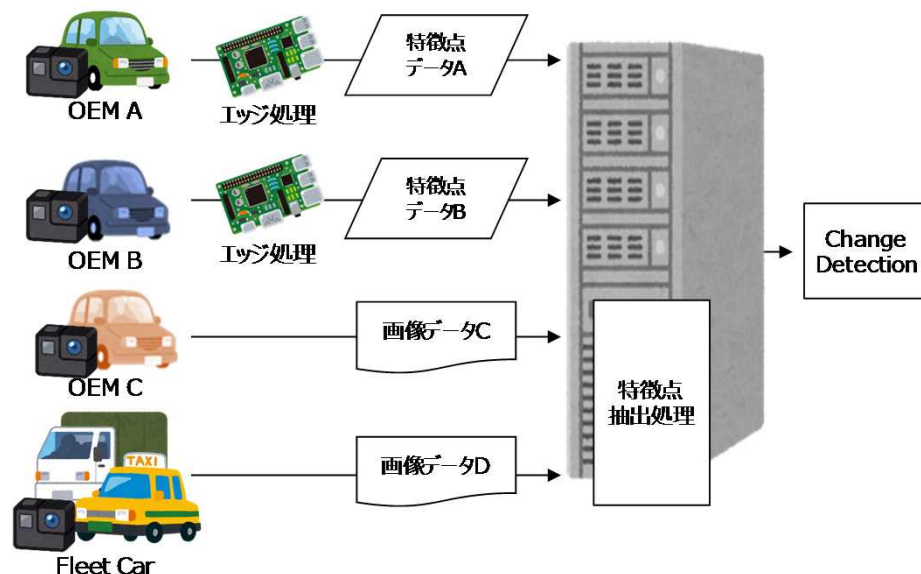 OEM A
エッジ処理
特徴点
データA
OEM B
エッジ処理
特徴点
データB
OEM C
画像データC
TAXI
Fleet Car
画像データD
特徴点
抽出処理
Change
Detection